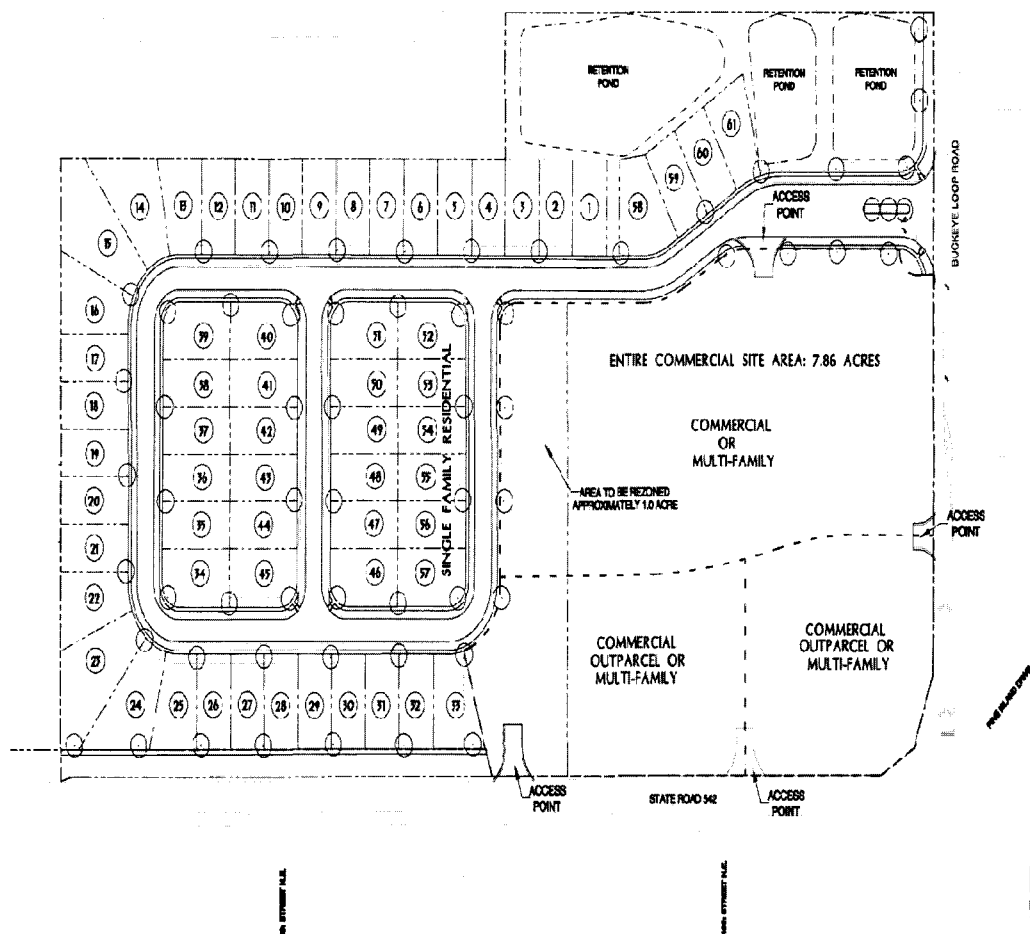 RETENTION
POND
RETENTION
POND
RETENTION
POND
61
60
59
BUCKEYE LOOP ROAD
ACCESS
POINT
14
13
12
11
10
9
8
7
6
5
4
3
2
1
58
15
16
17
18
19
20
21
22
23
39
40
38
41
37
42
36
43
35
44
34
45
51
52
50
53
49
54
48
55
47
56
46
57
SINGLE FAMILY RESIDENTIAL
ENTIRE COMMERCIAL SITE AREA: 7.86 ACRES
COMMERCIAL
OR
MULTI-FAMILY
AREA TO BE REZONED
APPROXIMATELY 1.0 ACRE
ACCESS
POINT
COMMERCIAL
OUTPARCEL OR
MULTI-FAMILY
COMMERCIAL
OUTPARCEL OR
MULTI-FAMILY
24
25
26
27
28
29
30
31
32
33
ACCESS
POINT
STATE ROAD 542
ACCESS
POINT
PINE ISLAND DRIVE
STREET N.E.
STREET N.E.